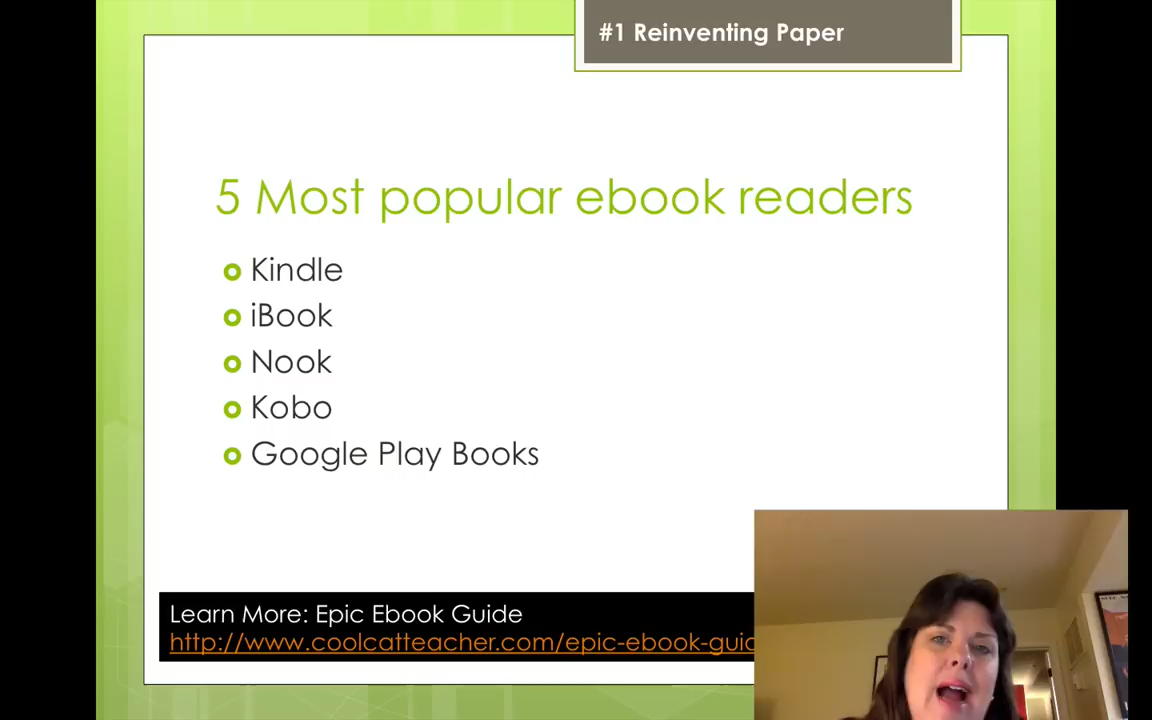 #1 Reinventing Paper
5 Most popular ebook readers
Kindle
iBook
Nook
Kobo
Google Play Books
Learn More: Epic Ebook Guide
http://www.coolcatteacher.com/epic-ebook-guid